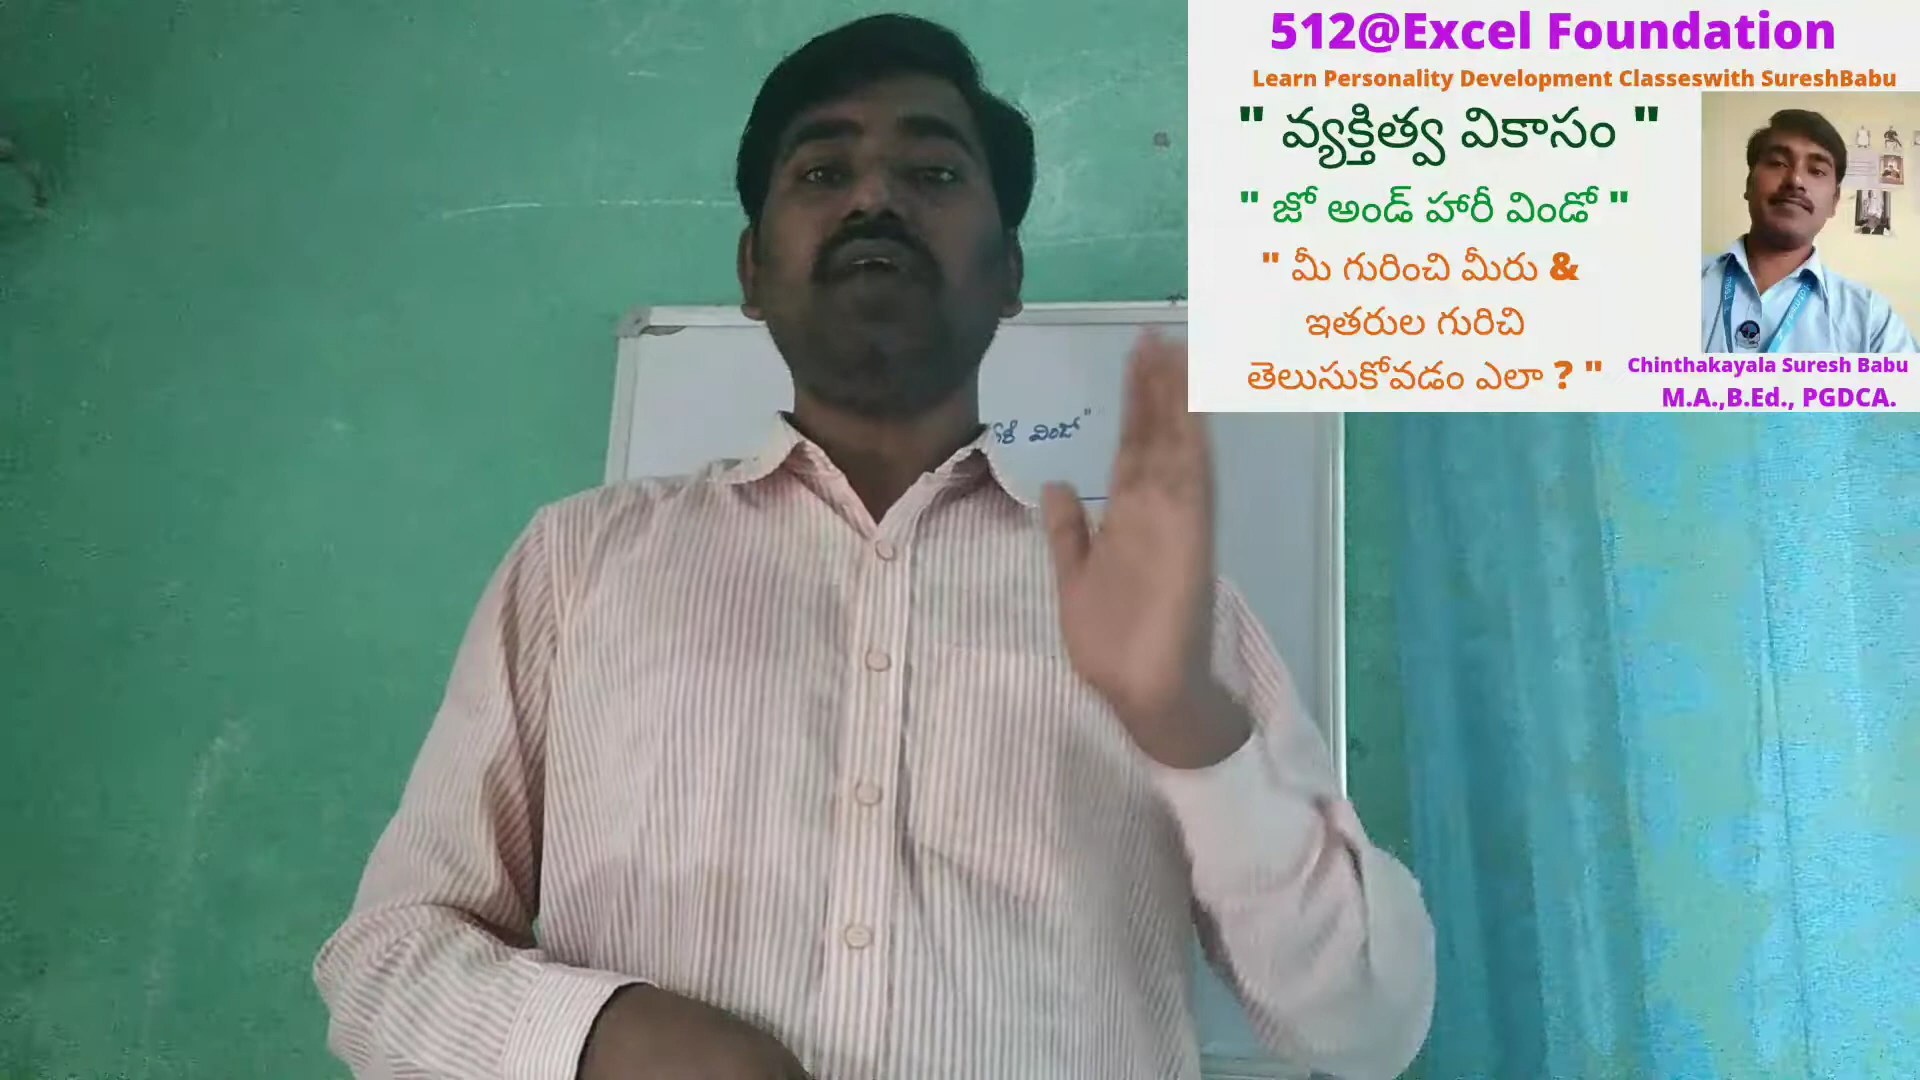 512@Excel Foundation
Learn Personality Development Classeswith SureshBabu
" వ్యక్తిత్వ వికాసం "
" జో అండ్ హారీ విండో "
" మీ గురించి మీరు &
ఇతరుల గురిచి
తెలుసుకోవడం ఎలా ? "
Chinthakayala Suresh Babu
M.A.,B.Ed., PGDCA.
విండో"